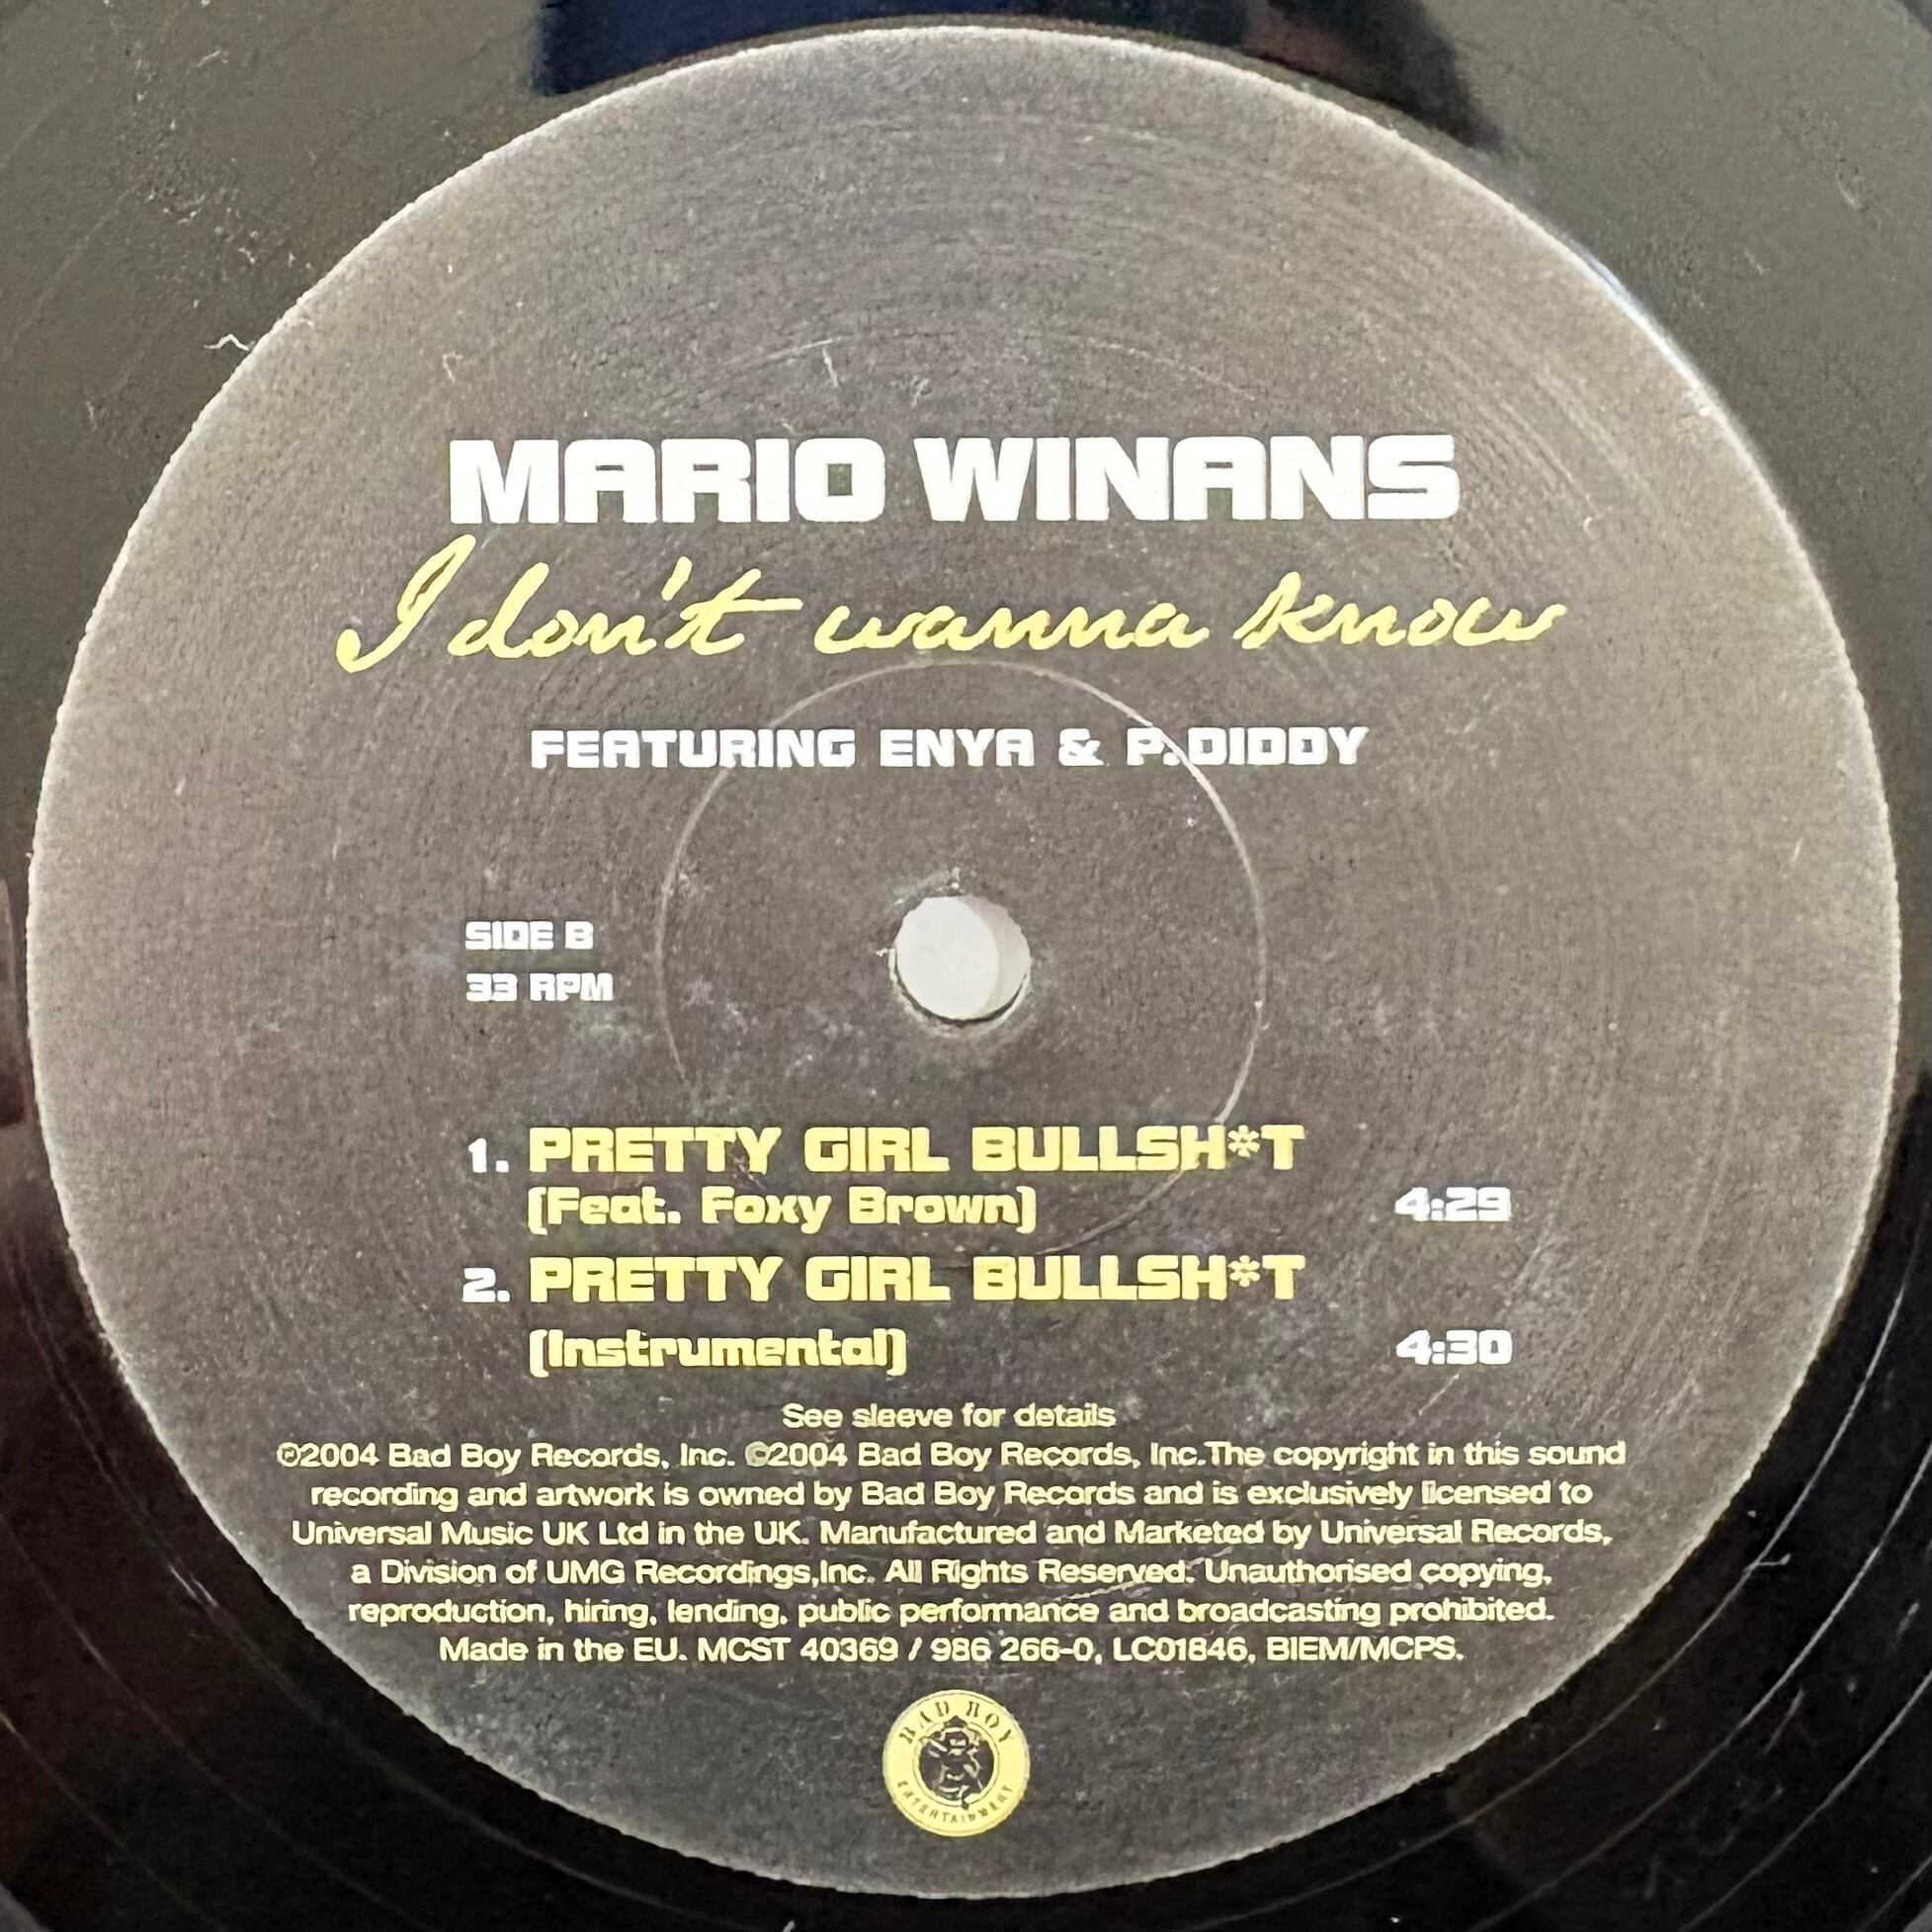 MARIO WINANS
I don't wanna know
FEATURING ENYA & P.DIDDY
SIDE B
33 RPM
1. PRETTY GIRL BULLSH*T
(Feat. Foxy Brown) 4:29
2. PRETTY GIRL BULLSH*T
(Instrumental) 4:30
See sleeve for details
℗2004 Bad Boy Records, Inc. ©2004 Bad Boy Records, Inc.The copyright in this sound
recording and artwork is owned by Bad Boy Records and is exclusively licensed to
Universal Music UK Ltd in the UK. Manufactured and Marketed by Universal Records,
a Division of UMG Recordings,Inc. All Rights Reserved. Unauthorised copying,
reproduction, hiring, lending, public performance and broadcasting prohibited.
Made in the EU. MCST 40369 / 986 266-0, LC01846, BIEM/MCPS.
BAD BOY
ENTERTAINMENT